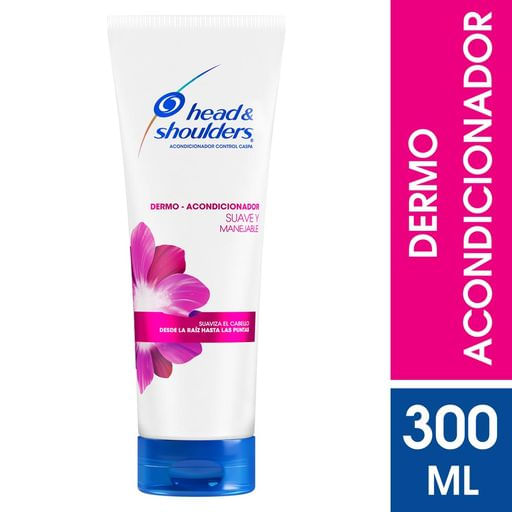 head &
shoulders®
ACONDICIONADOR CONTROL CASPA
DERMO - ACONDICIONADOR
SUAVE Y
MANEJABLE
SUAVIZA EL CABELLO
DESDE LA RAÍZ HASTA LAS PUNTAS
DERMO
ACONDICIONADOR
300
ML